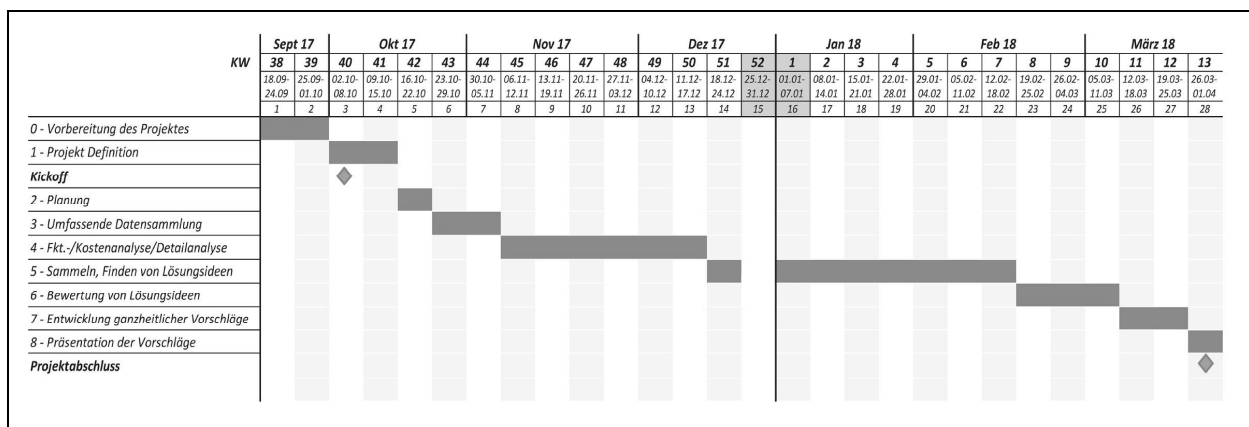 Sept 17 Okt 17 Nov 17 Dez 17 Jan 18 Feb 18 März 18
KW 38 39 40 41 42 43 44 45 46 47 48 49 50 51 52 1 2 3 4 5 6 7 8 9 10 11 12 13
18.09- 25.09- 02.10- 09.10- 16.10- 23.10- 30.10- 06.11- 13.11- 20.11- 27.11- 04.12- 11.12- 18.12- 25.12- 01.01- 08.01- 15.01- 22.01- 29.01- 05.02- 12.02- 19.02- 26.02- 05.03- 12.03- 19.03- 26.03-
24.09 01.10 08.10 15.10 22.10 29.10 05.11 12.11 19.11 26.11 03.12 10.12 17.12 24.12 31.12 07.01 14.01 21.01 28.01 04.02 11.02 18.02 25.02 04.03 11.03 18.03 25.03 01.04
1 2 3 4 5 6 7 8 9 10 11 12 13 14 15 16 17 18 19 20 21 22 23 24 25 26 27 28
0 - Vorbereitung des Projektes
1 - Projekt Definition
Kickoff
2 - Planung
3 - Umfassende Datensammlung
4 - Fkt.-/Kostenanalyse/Detailanalyse
5 - Sammeln, Finden von Lösungsideen
6 - Bewertung von Lösungsideen
7 - Entwicklung ganzheitlicher Vorschläge
8 - Präsentation der Vorschläge
Projektabschluss